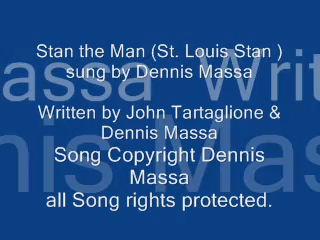 Stan the Man (St. Louis Stan )
sung by Dennis Massa
Written by John Tartaglione &
Dennis Massa
Song Copyright Dennis
Massa
all Song rights protected.